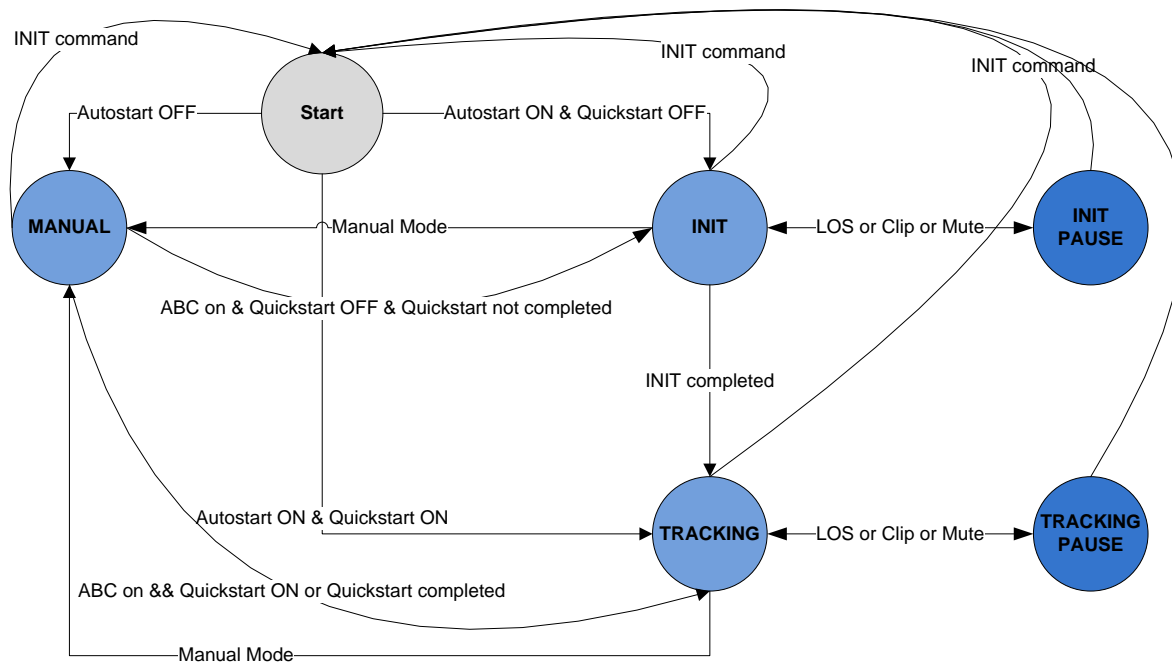 INIT command
INIT command
INIT command
Start
Autostart OFF
Autostart ON & Quickstart OFF
MANUAL
Manual Mode
INIT
LOS or Clip or Mute
INIT
PAUSE
ABC on & Quickstart OFF & Quickstart not completed
INIT completed
Autostart ON & Quickstart ON
TRACKING
LOS or Clip or Mute
TRACKING
PAUSE
ABC on && Quickstart ON or Quickstart completed
Manual Mode